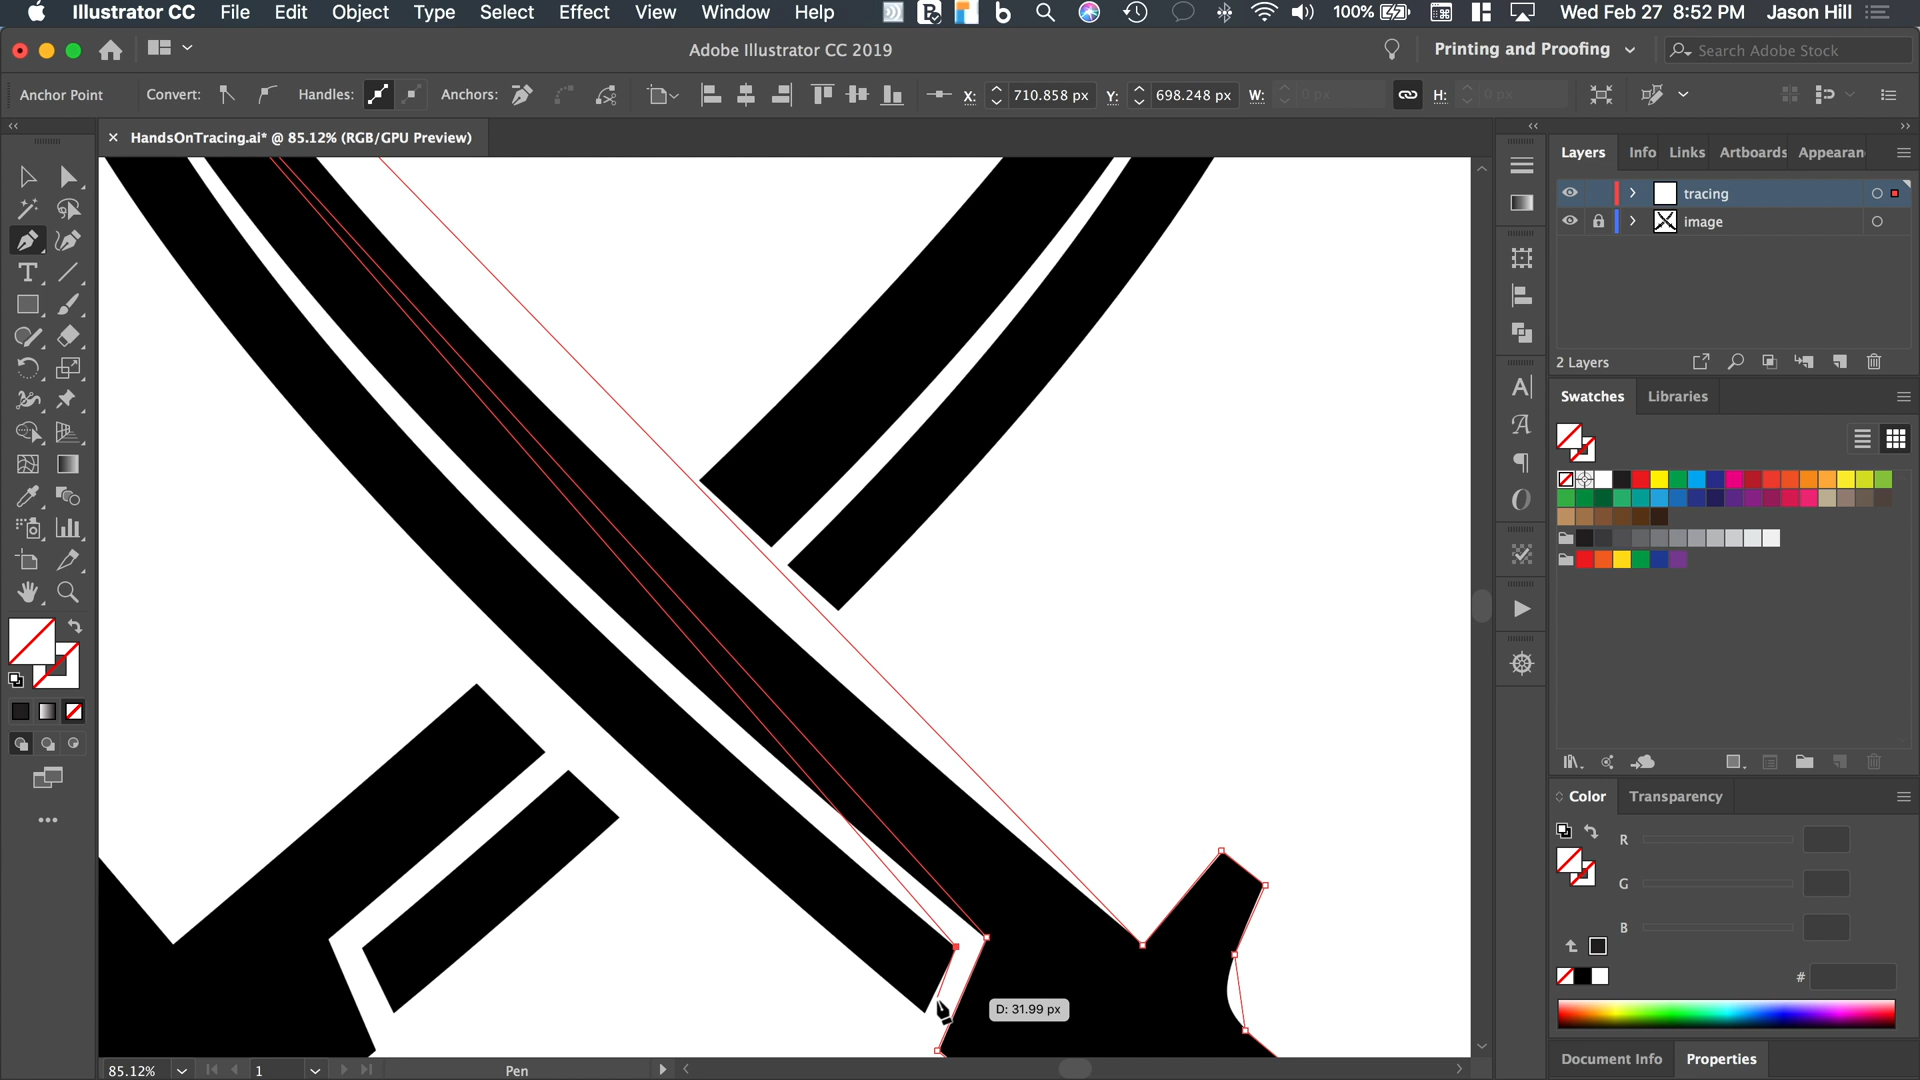 Illustrator CC File Edit Object Type Select Effect View Window Help 100% Wed Feb 27 8:52 PM Jason Hill
Adobe Illustrator CC 2019 Printing and Proofing Search Adobe Stock
Anchor Point Convert: Handles: Anchors: X: 710.858 px Y: 698.248 px W: 0 px H: 0 px
HandsOnTracing.ai* @ 85.12% (RGB/GPU Preview)
Layers Info Links Artboards Appearan
tracing
image
2 Layers
Swatches Libraries
Color Transparency
R
G
B
#
D: 31.99 px
Document Info Properties
85.12% 1 Pen